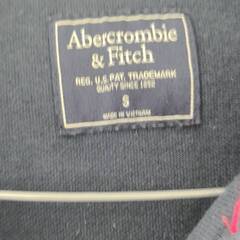 Abercrombie
& Fitch
REG. U.S. PAT. TRADEMARK
QUALITY SINCE 1892
S
MADE IN VIETNAM